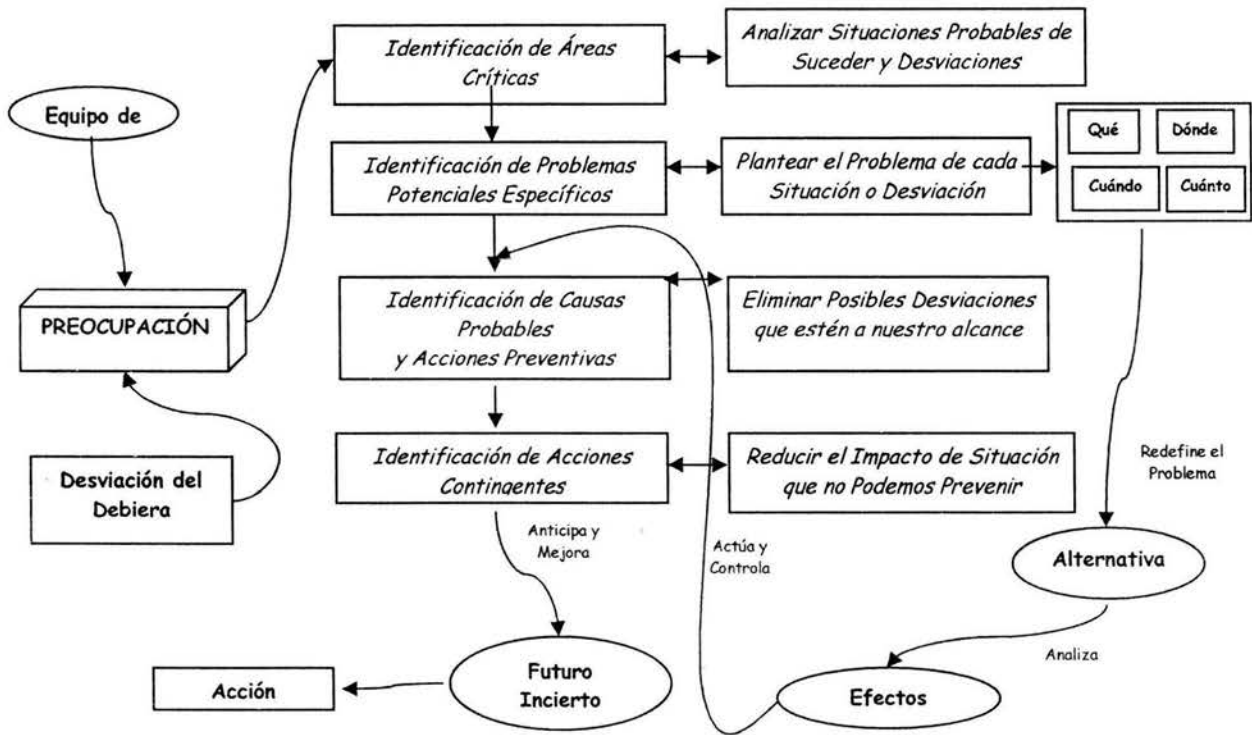 Identificación de Áreas
Críticas
Analizar Situaciones Probables de
Suceder y Desviaciones
Equipo de
Qué
Dónde
Cuándo
Cuánto
Identificación de Problemas
Potenciales Específicos
Plantear el Problema de cada
Situación o Desviación
PREOCUPACIÓN
Identificación de Causas
Probables
y Acciones Preventivas
Eliminar Posibles Desviaciones
que estén a nuestro alcance
Desviación del
Debiera
Identificación de Acciones
Contingentes
Reducir el Impacto de Situación
que no Podemos Prevenir
Redefine el
Problema
Anticipa y
Mejora
Actúa y
Controla
Alternativa
Analiza
Acción
Futuro
Incierto
Efectos